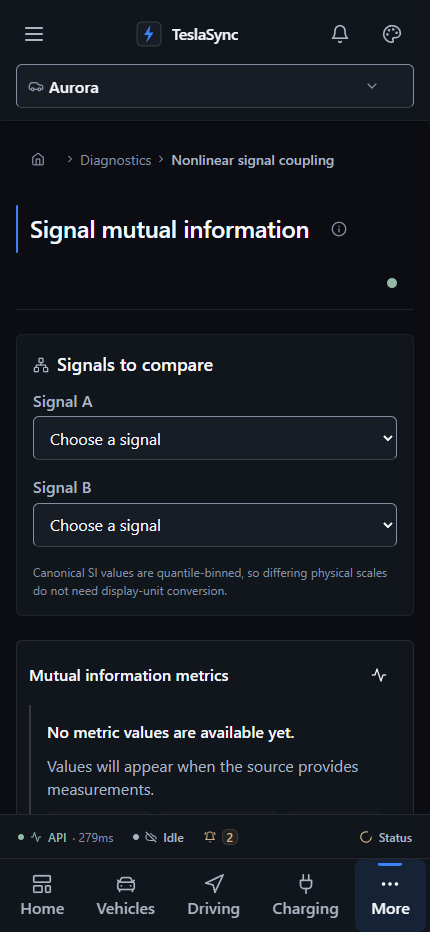 TeslaSync
Aurora
Diagnostics
Nonlinear signal coupling
Signal mutual information
Signals to compare
Signal A
Choose a signal
Signal B
Choose a signal
Canonical SI values are quantile-binned, so differing physical scales
do not need display-unit conversion.
Mutual information metrics
No metric values are available yet.
Values will appear when the source provides
measurements.
API · 279ms
Idle
2
Status
Home
Vehicles
Driving
Charging
More